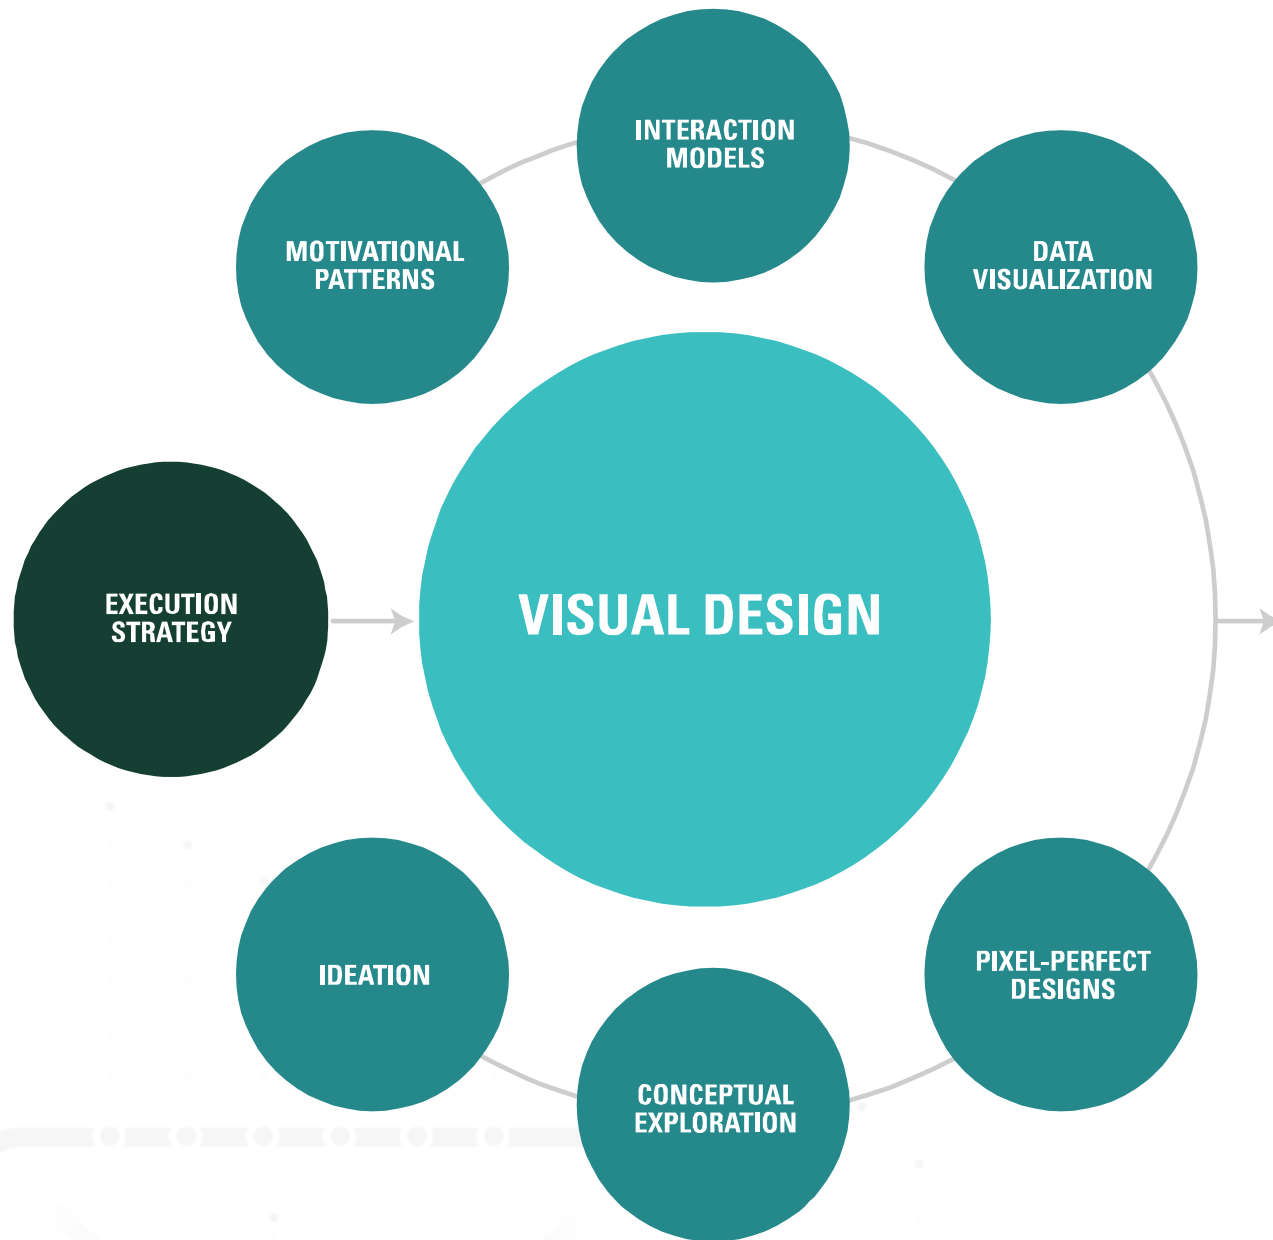 INTERACTION
MODELS
MOTIVATIONAL
PATTERNS
DATA
VISUALIZATION
EXECUTION
STRATEGY
VISUAL DESIGN
IDEATION
PIXEL-PERFECT
DESIGNS
CONCEPTUAL
EXPLORATION